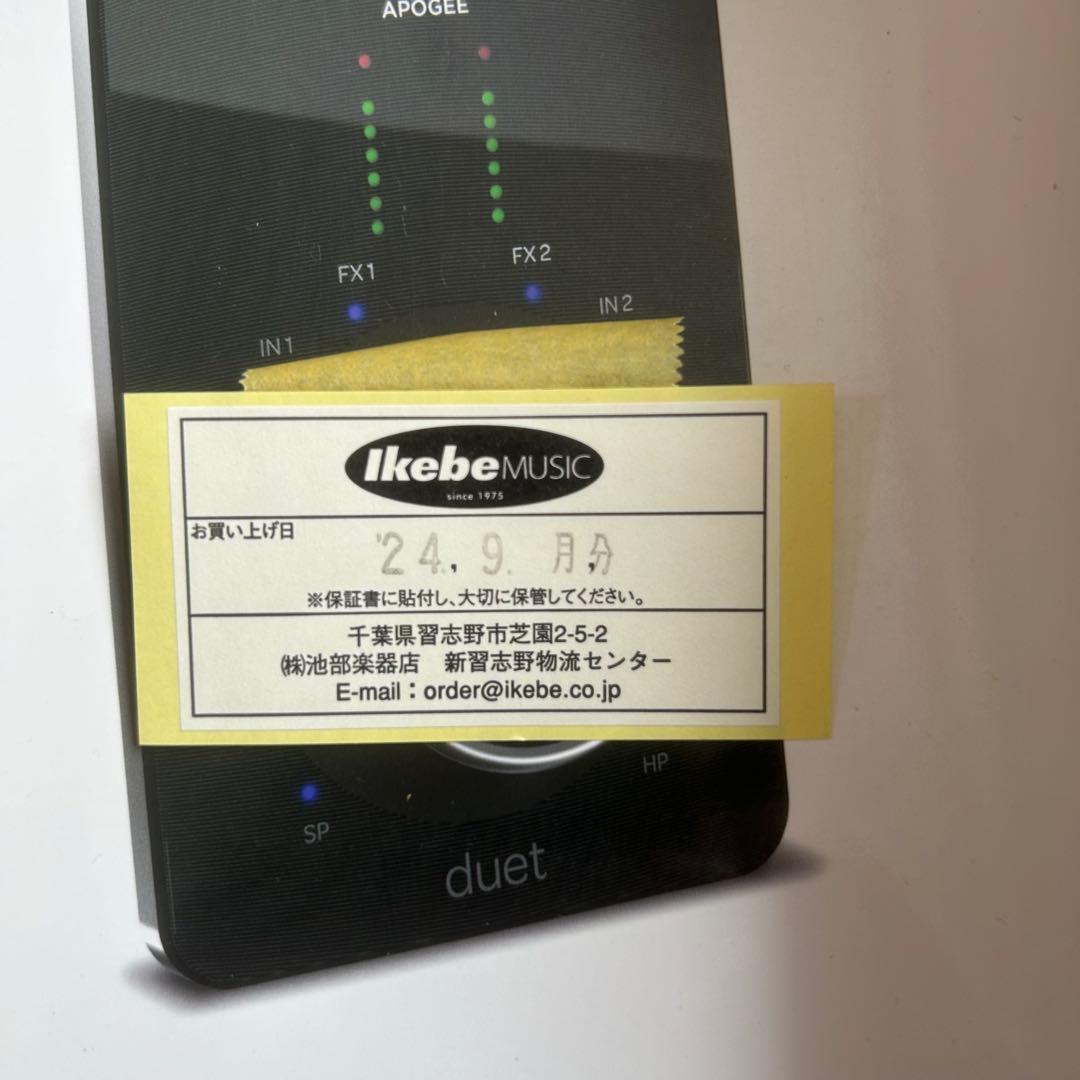 APOGEE
FX1
FX2
IN1
IN2
Ikebe MUSIC
since 1975
お買い上げ日
'24. 9. 月分
※保証書に貼付し、大切に保管してください。
千葉県習志野市芝園2-5-2
㈱池部楽器店 新習志野物流センター
E-mail：order@ikebe.co.jp
SP
HP
duet